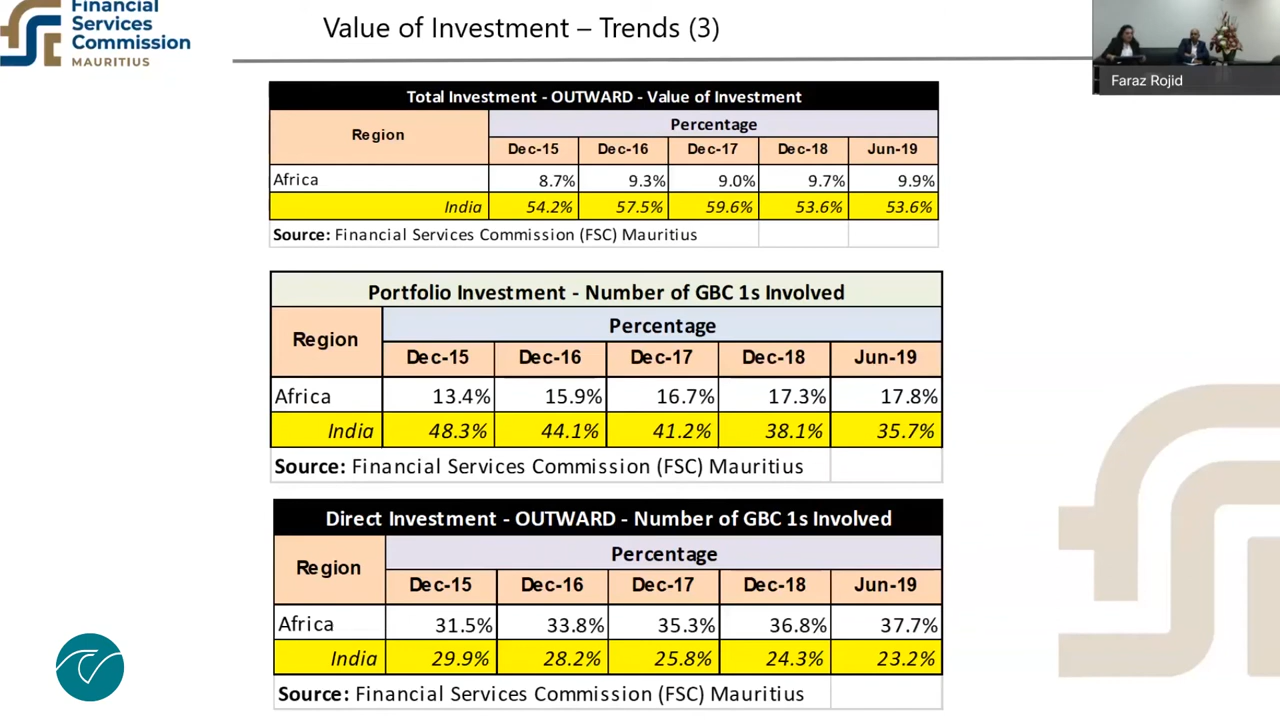 Financial
Services
Commission
MAURITIUS
Value of Investment – Trends (3)
Faraz Rojid
Total Investment - OUTWARD - Value of Investment
Region
Percentage
Dec-15 Dec-16 Dec-17 Dec-18 Jun-19
Africa 8.7% 9.3% 9.0% 9.7% 9.9%
India 54.2% 57.5% 59.6% 53.6% 53.6%
Source: Financial Services Commission (FSC) Mauritius
Portfolio Investment - Number of GBC 1s Involved
Region
Percentage
Dec-15 Dec-16 Dec-17 Dec-18 Jun-19
Africa 13.4% 15.9% 16.7% 17.3% 17.8%
India 48.3% 44.1% 41.2% 38.1% 35.7%
Source: Financial Services Commission (FSC) Mauritius
Direct Investment - OUTWARD - Number of GBC 1s Involved
Region
Percentage
Dec-15 Dec-16 Dec-17 Dec-18 Jun-19
Africa 31.5% 33.8% 35.3% 36.8% 37.7%
India 29.9% 28.2% 25.8% 24.3% 23.2%
Source: Financial Services Commission (FSC) Mauritius